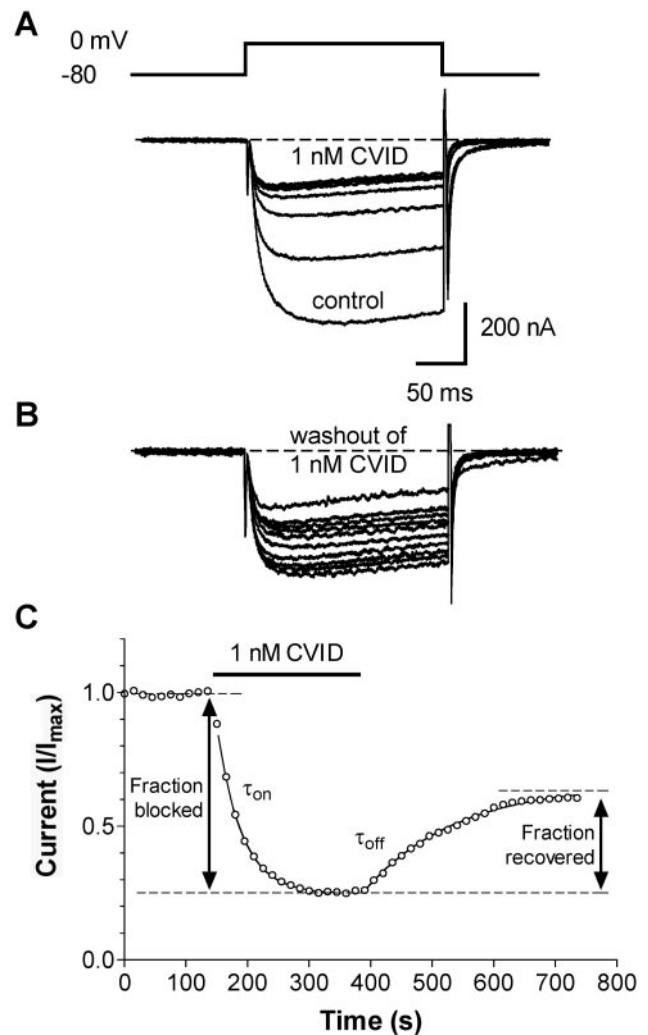 A
0 mV
-80
1 nM CVID
control
200 nA
50 ms
B
washout of
1 nM CVID
C
1 nM CVID
Current (I/Imax)
1.0
0.5
0.0
Fraction
blocked
τon
τoff
Fraction
recovered
0 100 200 300 400 500 600 700 800
Time (s)